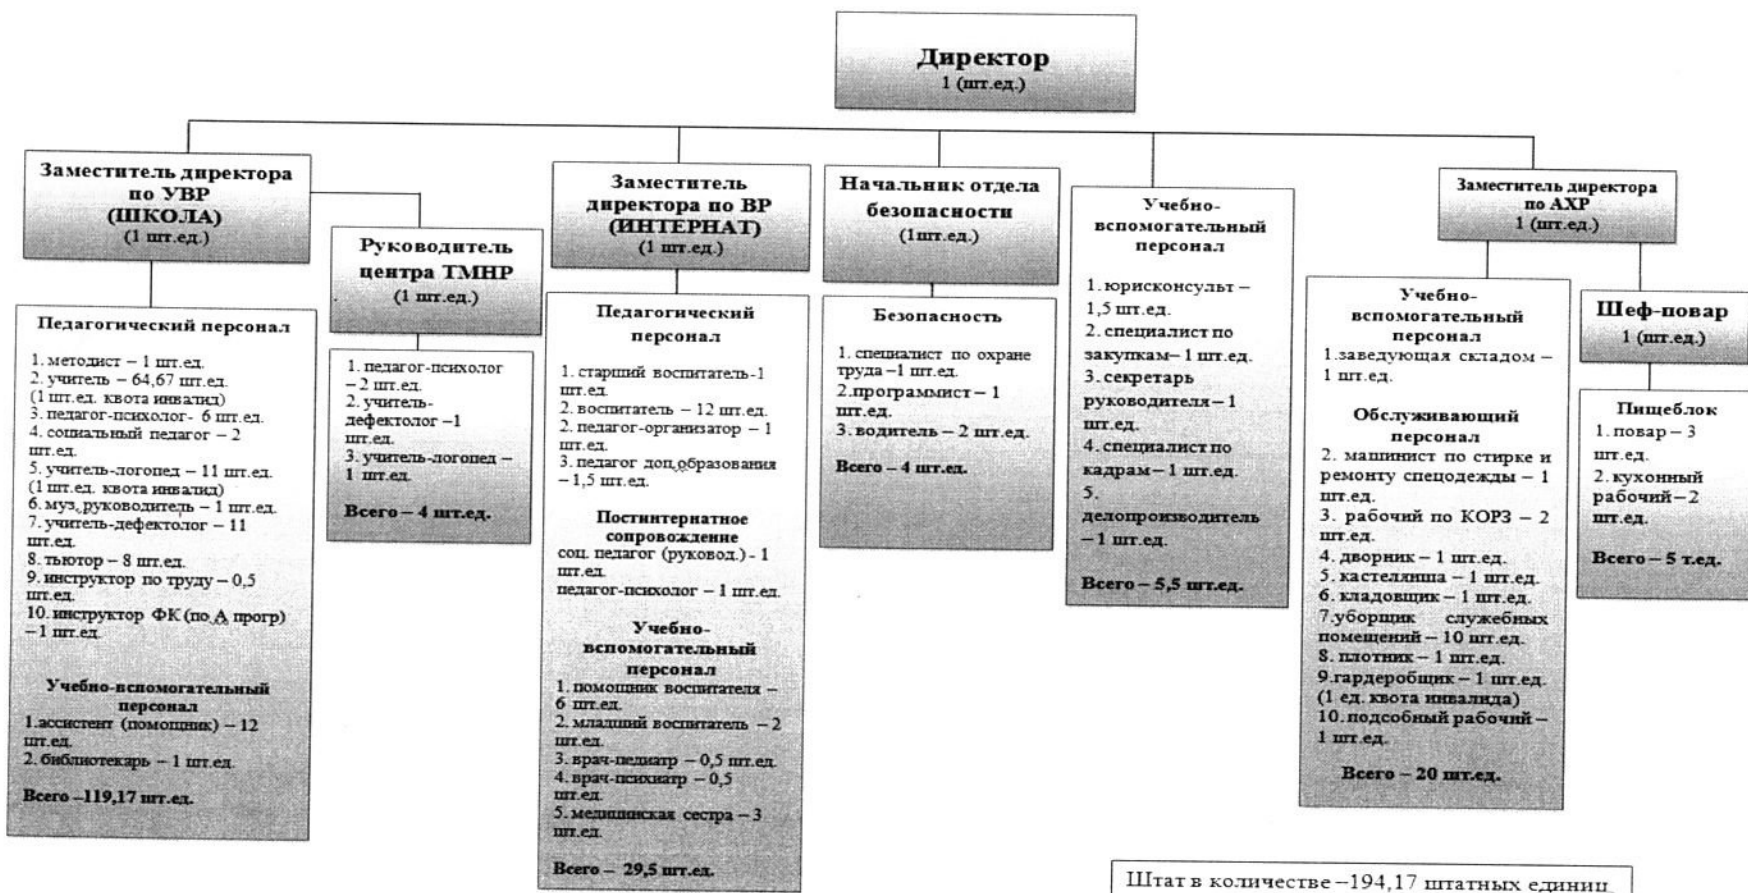 Директор
1 (шт.ед.)
Заместитель директора
по УВР
(ШКОЛА)
(1 шт.ед.)
Педагогический персонал
1. методист – 1 шт.ед.
2. учитель – 64,67 шт.ед.
(1 шт.ед. квота инвалид)
3. педагог-психолог- 6 шт.ед.
4. социальный педагог – 2
шт.ед.
5. учитель-логопед – 11 шт.ед.
(1 шт.ед. квота инвалид)
6. муз. руководитель – 1 шт.ед.
7. учитель-дефектолог – 11
шт.ед.
8. тьютор – 8 шт.ед.
9. инструктор по труду – 0,5
шт.ед.
10. инструктор ФК (по А прогр)
– 1 шт.ед.
Учебно-вспомогательный
персонал
1.ассистент (помощник) – 12
шт.ед.
2. библиотекарь – 1 шт.ед.
Всего –119,17 шт.ед.
Руководитель
центра ТМНР
(1 шт.ед.)
1. педагог-психолог
– 2 шт.ед.
2. учитель-
дефектолог –1
шт.ед.
3. учитель-логопед –
1 шт.ед.
Всего – 4 шт.ед.
Заместитель
директора по ВР
(ИНТЕРНАТ)
(1 шт.ед.)
Педагогический
персонал
1. старший воспитатель-1
шт.ед.
2. воспитатель – 12 шт.ед.
2. педагог-организатор – 1
шт.ед.
3. педагог доп.образования
– 1,5 шт.ед.
Постинтернатное
сопровождение
соц. педагог (руковод.) - 1
шт.ед.
педагог-психолог – 1 шт.ед.
Учебно-
вспомогательный
персонал
1. помощник воспитателя –
6 шт.ед.
2. младший воспитатель – 2
шт.ед.
3. врач-педиатр – 0,5 шт.ед.
4. врач-психиатр – 0,5
шт.ед.
5. медицинская сестра – 3
шт.ед.
Всего – 29,5 шт.ед.
Начальник отдела
безопасности
(1шт.ед.)
Безопасность
1. специалист по охране
труда –1 шт.ед.
2.программист – 1
шт.ед.
3. водитель – 2 шт.ед.
Всего – 4 шт.ед.
Учебно-
вспомогательный
персонал
1. юрисконсульт –
1,5 шт.ед.
2. специалист по
закупкам– 1 шт.ед.
3. секретарь
руководителя – 1
шт.ед.
4. специалист по
кадрам– 1 шт.ед.
5.
делопроизводитель
– 1 шт.ед.
Всего – 5,5 шт.ед.
Заместитель директора
по АХР
1 (шт.ед.)
Учебно-
вспомогательный
персонал
1.заведующая складом –
1 шт.ед.
Обслуживающий
персонал
2. машинист по стирке и
ремонту спецодежды – 1
шт.ед.
3. рабочий по КОРЗ – 2
шт.ед.
4. дворник – 1 шт.ед.
5. кастелянша – 1 шт.ед.
6. кладовщик – 1 шт.ед.
7.уборщик служебных
помещений – 10 шт.ед.
8. плотник – 1 шт.ед.
9.гардеробщик – 1 шт.ед.
(1 ед. квота инвалида)
10. подсобный рабочий –
1 шт.ед.
Всего – 20 шт.ед.
Шеф-повар
1 (шт.ед.)
Пищеблок
1. повар – 3
шт.ед.
2. кухонный
рабочий – 2
шт.ед.
Всего – 5 т.ед.
Штат в количестве –194,17 штатных единиц